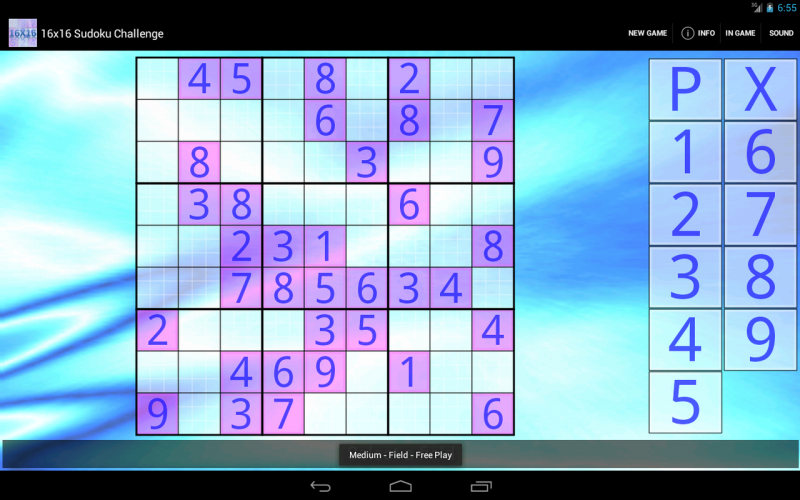 3G 6:55
16X16 16x16 Sudoku Challenge NEW GAME INFO IN GAME SOUND
4 5 8 2
6 8 7
8 3 9
3 8 6
2 3 1 8
7 8 5 6 3 4
2 3 5 4
4 6 9 1
9 3 7 6
P X
1 6
2 7
3 8
4 9
5
Medium - Field - Free Play